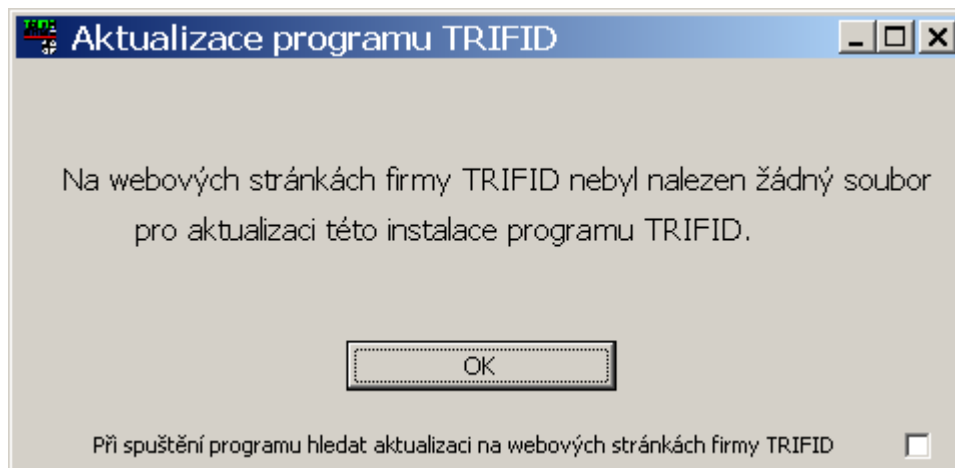 Aktualizace programu TRIFID
Na webových stránkách firmy TRIFID nebyl nalezen žádný soubor
pro aktualizaci této instalace programu TRIFID.
OK
Při spuštění programu hledat aktualizaci na webových stránkách firmy TRIFID